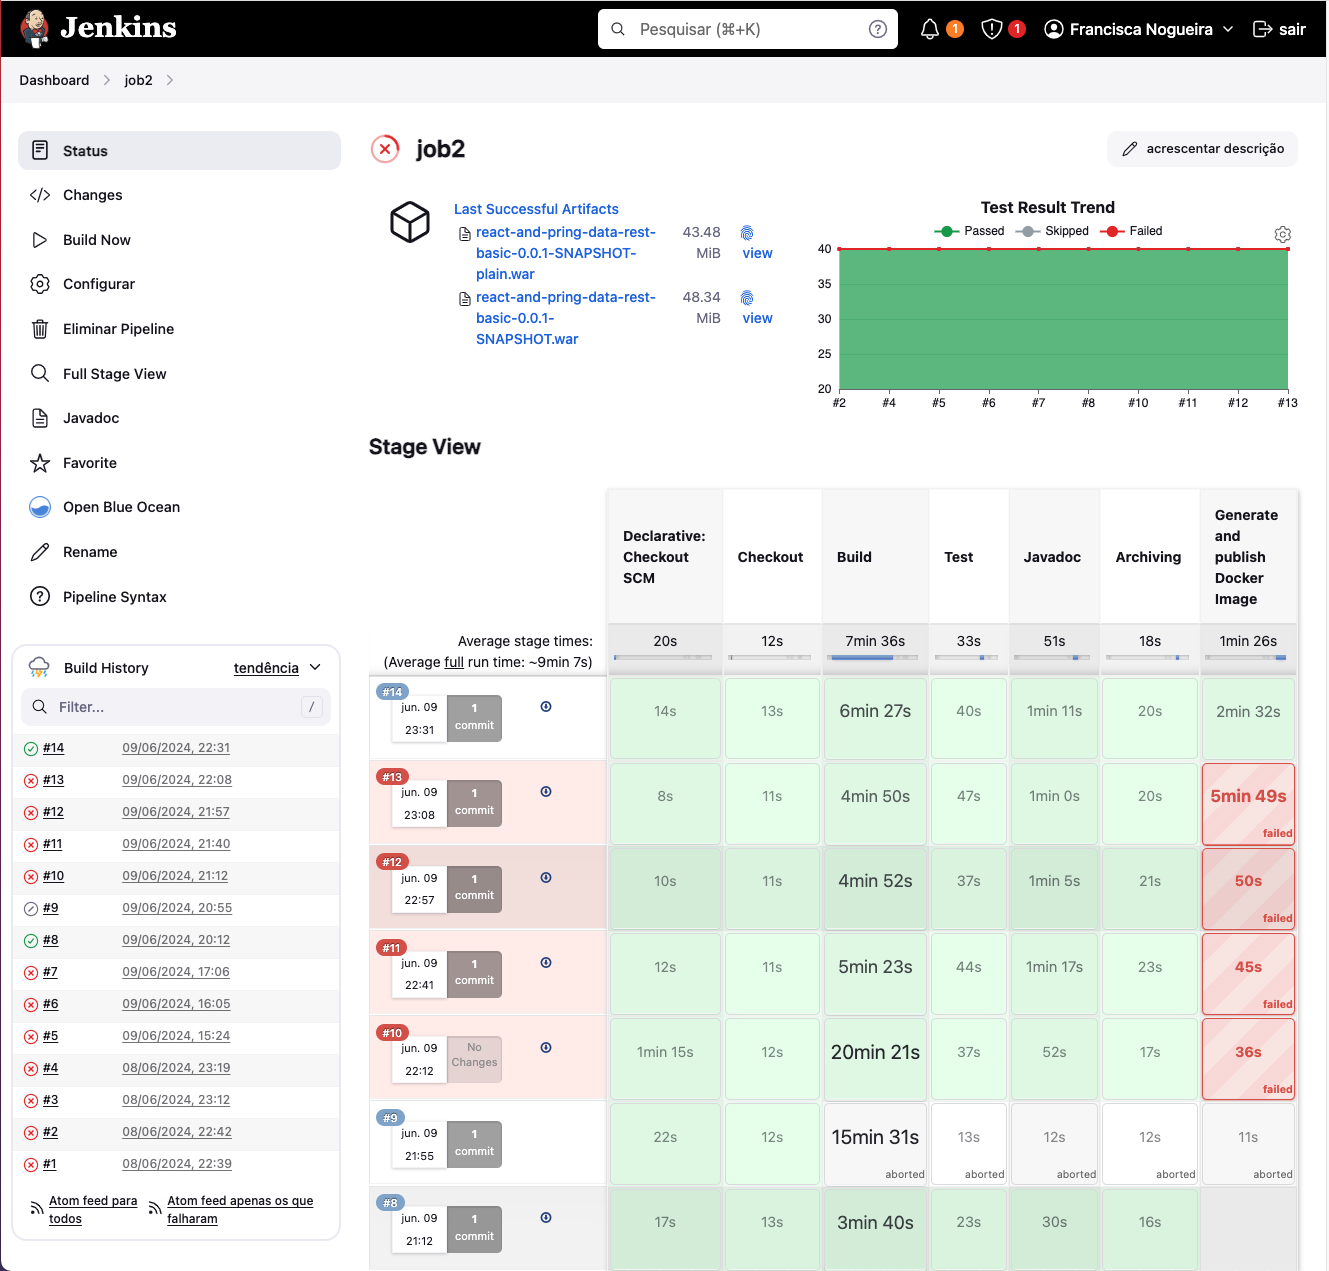 Jenkins
Pesquisar (⌘+K)
1
1
Francisca Nogueira
sair
Dashboard
job2
Status
Changes
Build Now
Configurar
Eliminar Pipeline
Full Stage View
Javadoc
Favorite
Open Blue Ocean
Rename
Pipeline Syntax
Build History
tendência
Filter...
/
#14 09/06/2024, 22:31
#13 09/06/2024, 22:08
#12 09/06/2024, 21:57
#11 09/06/2024, 21:40
#10 09/06/2024, 21:12
#9 09/06/2024, 20:55
#8 09/06/2024, 20:12
#7 09/06/2024, 17:06
#6 09/06/2024, 16:05
#5 09/06/2024, 15:24
#4 08/06/2024, 23:19
#3 08/06/2024, 23:12
#2 08/06/2024, 22:42
#1 08/06/2024, 22:39
Atom feed para
todos
Atom feed apenas os que
falharam
job2
acrescentar descrição
Last Successful Artifacts
react-and-pring-data-rest-
basic-0.0.1-SNAPSHOT-
plain.war
43.48
MiB
view
react-and-pring-data-rest-
basic-0.0.1-
SNAPSHOT.war
48.34
MiB
view
Test Result Trend
Passed Skipped Failed
40
35
30
25
20
#2 #4 #5 #6 #7 #8 #10 #11 #12 #13
Stage View
Declarative:
Checkout
SCM
Checkout
Build
Test
Javadoc
Archiving
Generate
and
publish
Docker
Image
Average stage times:
(Average full run time: ~9min 7s)
20s 12s 7min 36s 33s 51s 18s 1min 26s
#14
jun. 09
23:31
1
commit
14s 13s 6min 27s 40s 1min 11s 20s 2min 32s
#13
jun. 09
23:08
1
commit
8s 11s 4min 50s 47s 1min 0s 20s 5min 49s
failed
#12
jun. 09
22:57
1
commit
10s 11s 4min 52s 37s 1min 5s 21s 50s
failed
#11
jun. 09
22:41
1
commit
12s 11s 5min 23s 44s 1min 17s 23s 45s
failed
#10
jun. 09
22:12
No
Changes
1min 15s 12s 20min 21s 37s 52s 17s 36s
failed
#9
jun. 09
21:55
1
commit
22s 12s 15min 31s 13s 12s 12s 11s
aborted aborted aborted aborted aborted
#8
jun. 09
21:12
1
commit
17s 13s 3min 40s 23s 30s 16s